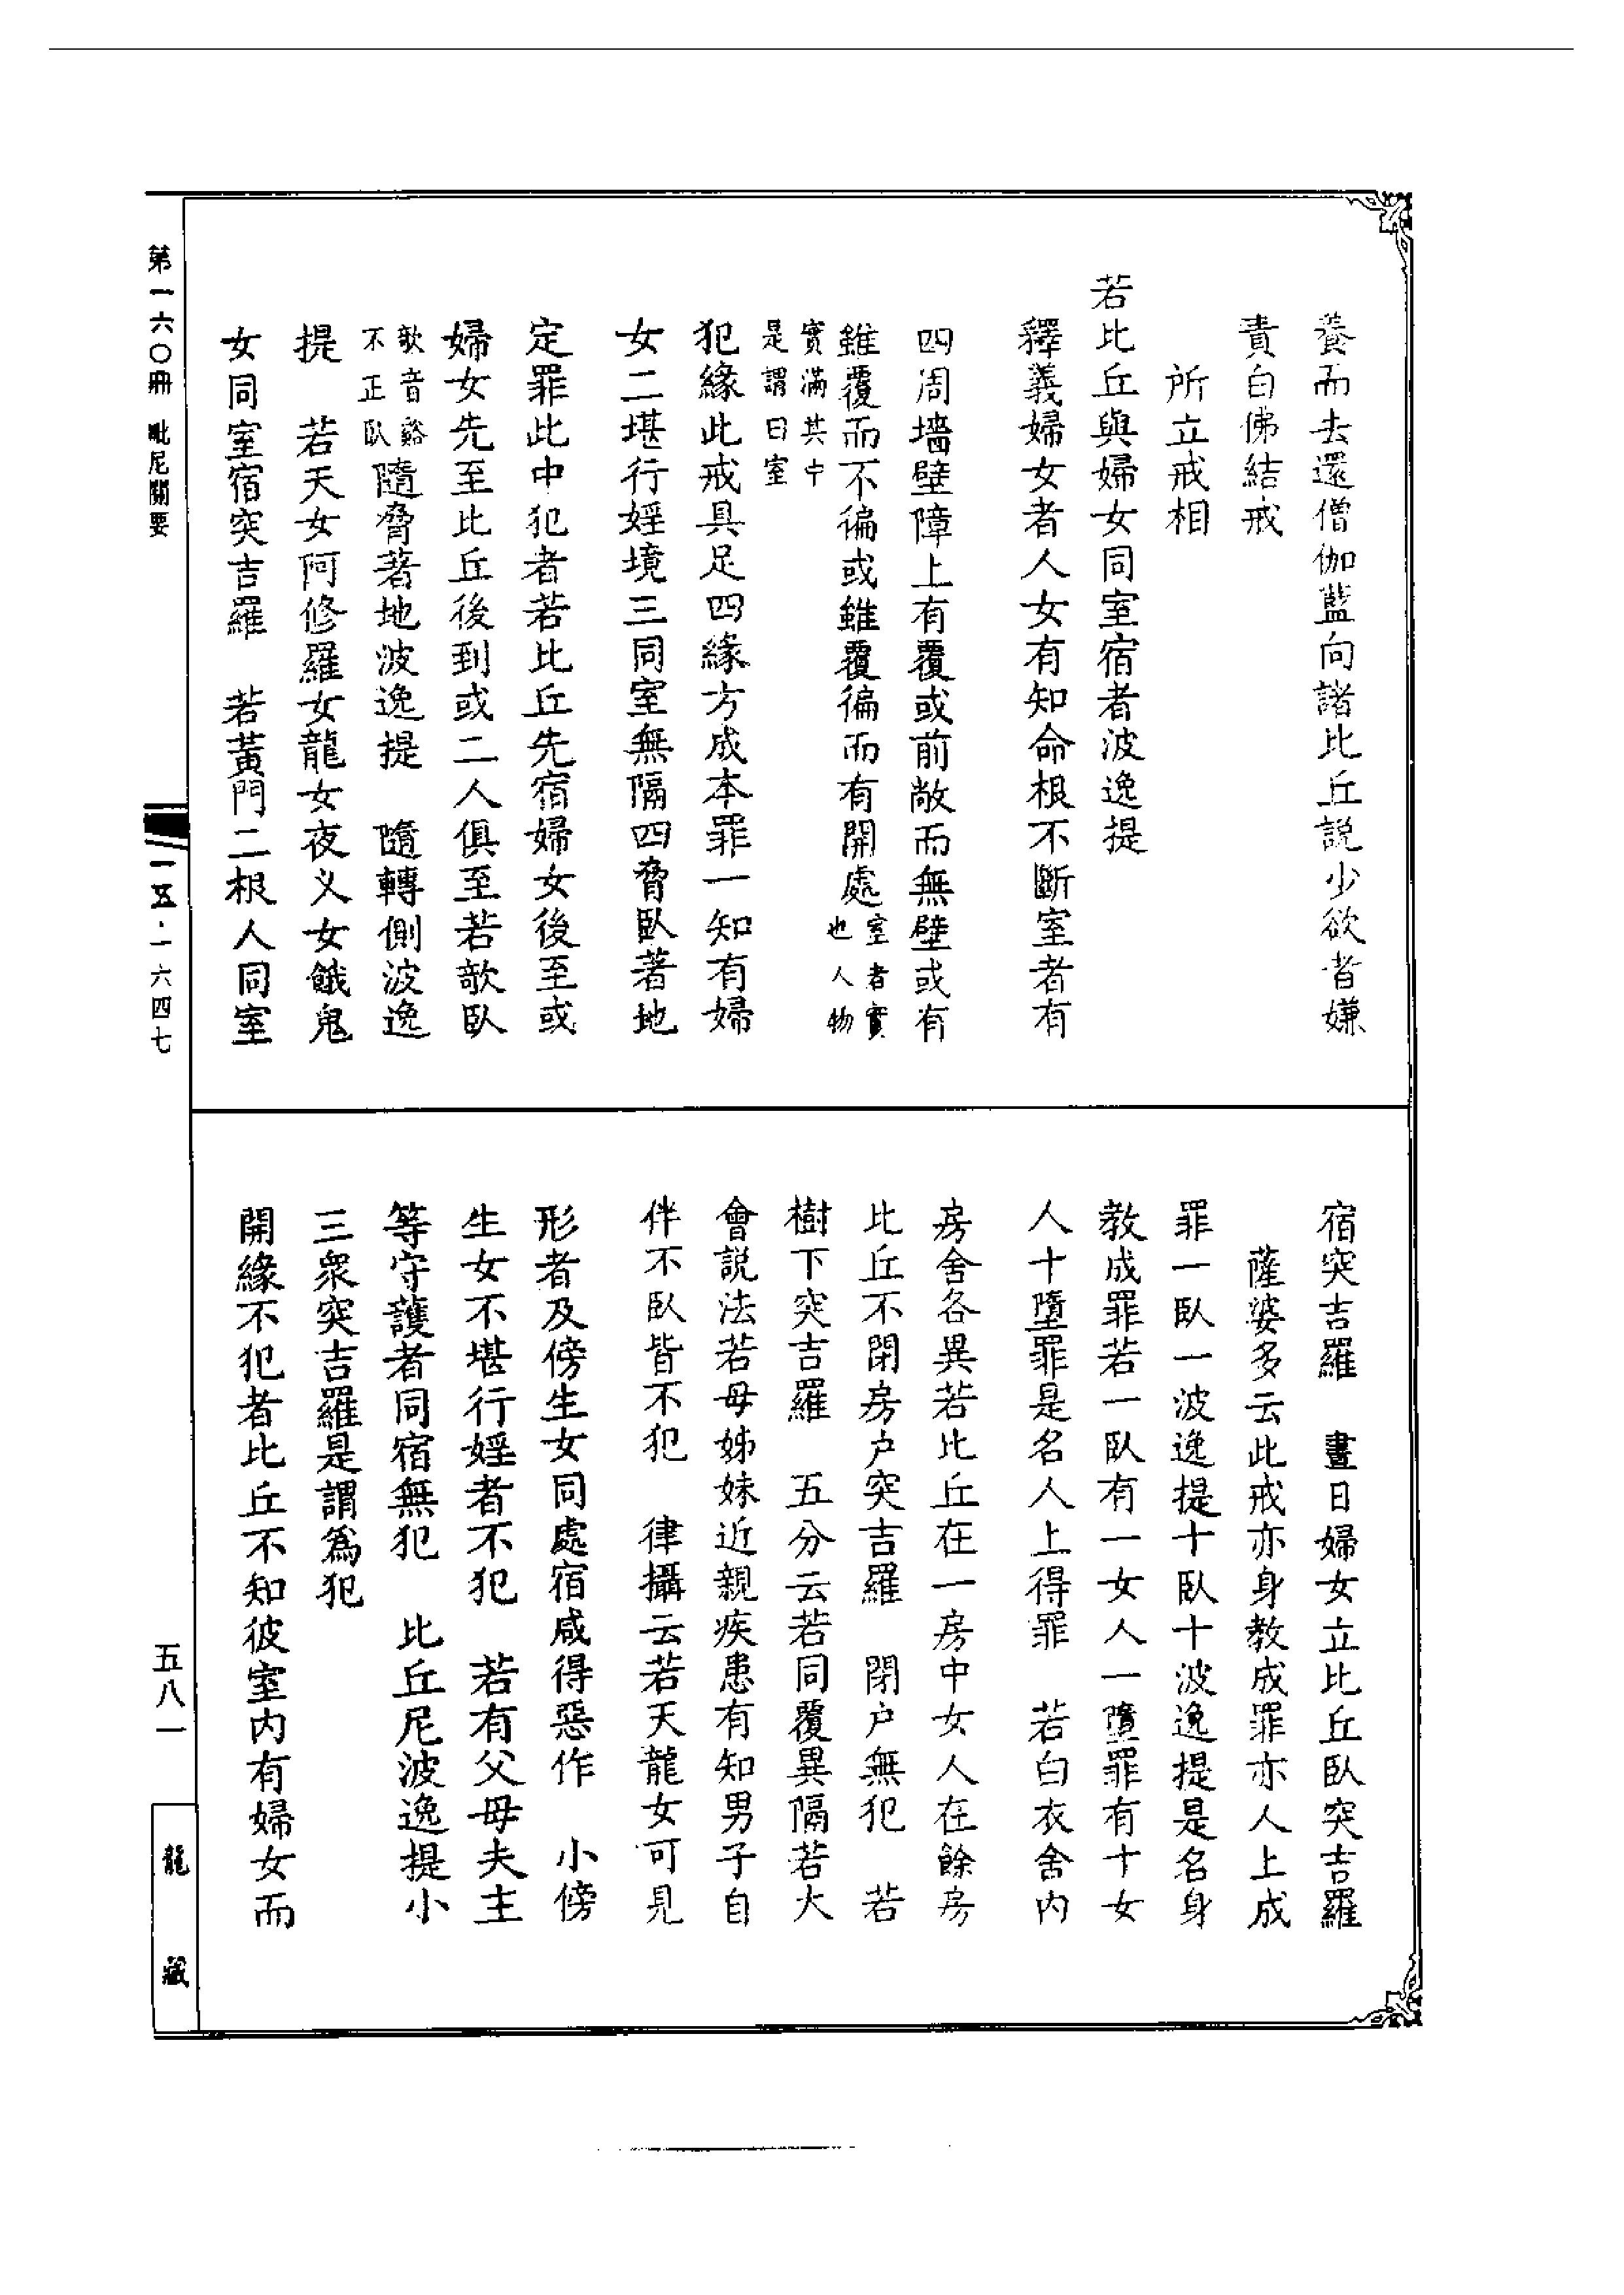 養而去還僧伽藍向諸比丘說少欲者嫌
責白佛結戒
所立戒相
若比丘與婦女同室宿者波逸提
釋義婦女者人女有知命根不斷室者有
四周墻壁障上有覆或前敞而無壁或有
雖覆而不徧或雖覆徧而有開處室者實也人物
實滿其中是謂曰室
犯緣此戒具足四緣方成本罪一知有婦
女二堪行婬境三同室無隔四脅臥著地
定罪此中犯者若比丘先宿婦女後至或
婦女先至比丘後到或二人俱至若欹臥
欹音谿不正臥隨脅著地波逸提　隨轉側波逸
提　若天女阿修羅女龍女夜义女餓鬼
女同室宿突吉羅　若黃門二根人同室
宿突吉羅　晝日婦女立比丘臥突吉羅
薩婆多云此戒亦身教成罪亦人上成
罪一臥一波逸提十臥十波逸提是名身
教成罪若一臥有一女人一墮罪有十女
人十墮罪是名人上得罪　若白衣舍內
房舍各異若比丘在一房中女人在餘房
比丘不閉房户突吉羅　閉户無犯　若
樹下突吉羅　五分云若同覆異隔若大
會說法若母姊妹近親疾患有知男子自
伴不臥皆不犯　律攝云若天龍女可見
形者及傍生女同處宿咸得惡作　小傍
生女不堪行婬者不犯　若有父母夫主
等守護者同宿無犯　比丘尼波逸提小
三衆突吉羅是謂為犯
開緣不犯者比丘不知彼室內有婦女而
第一六〇冊　毗尼關要
一五·一六四七
五八一
龍藏